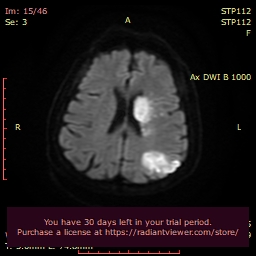 Im: 15/46
Se: 3
A
STP112
STP112
F
Ax DWI B 1000
R
L
You have 30 days left in your trial period.
Purchase a license at https://radiantviewer.com/store/